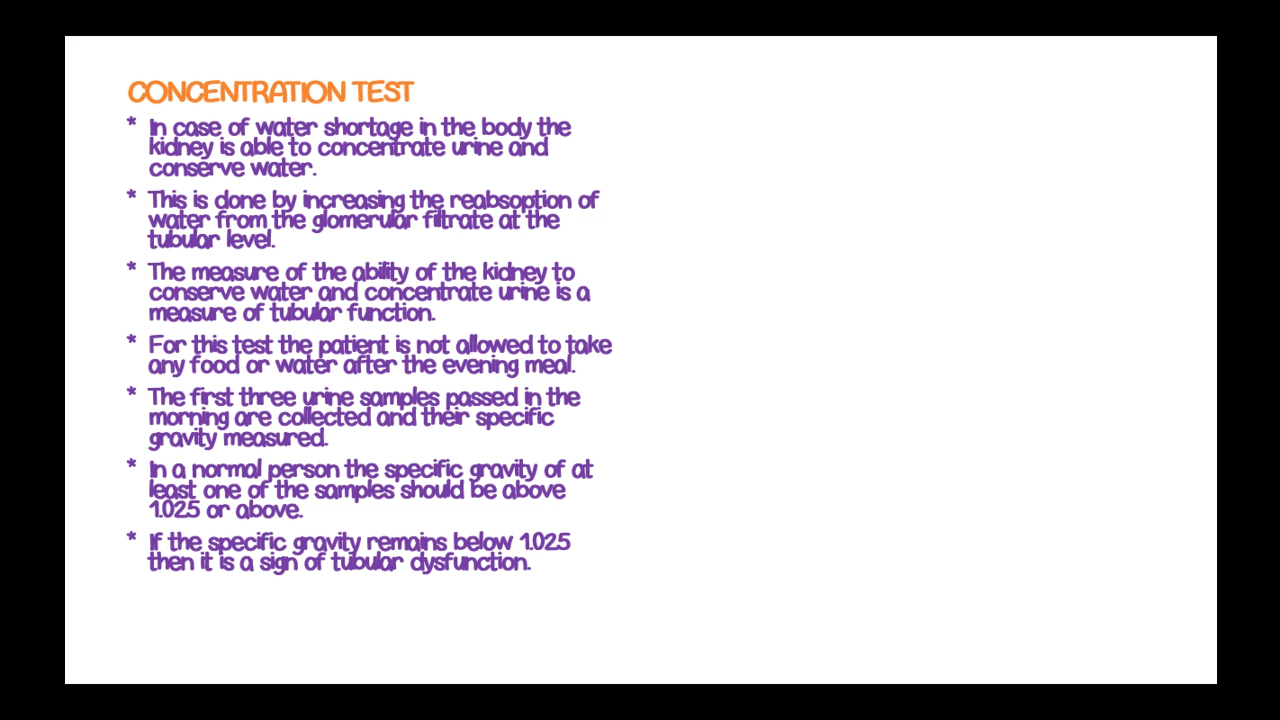 CONCENTRATION TEST
* In case of water shortage in the body the
kidney is able to concentrate urine and
conserve water.
* This is done by increasing the reabsoption of
water from the glomerular filtrate at the
tubular level.
* The measure of the ability of the kidney to
conserve water and concentrate urine is a
measure of tubular function.
* For this test the patient is not allowed to take
any food or water after the evening meal.
* The first three urine samples passed in the
morning are collected and their specific
gravity measured.
* In a normal person the specific gravity of at
least one of the samples should be above
1.025 or above.
* If the specific gravity remains below 1.025
then it is a sign of tubular dysfunction.